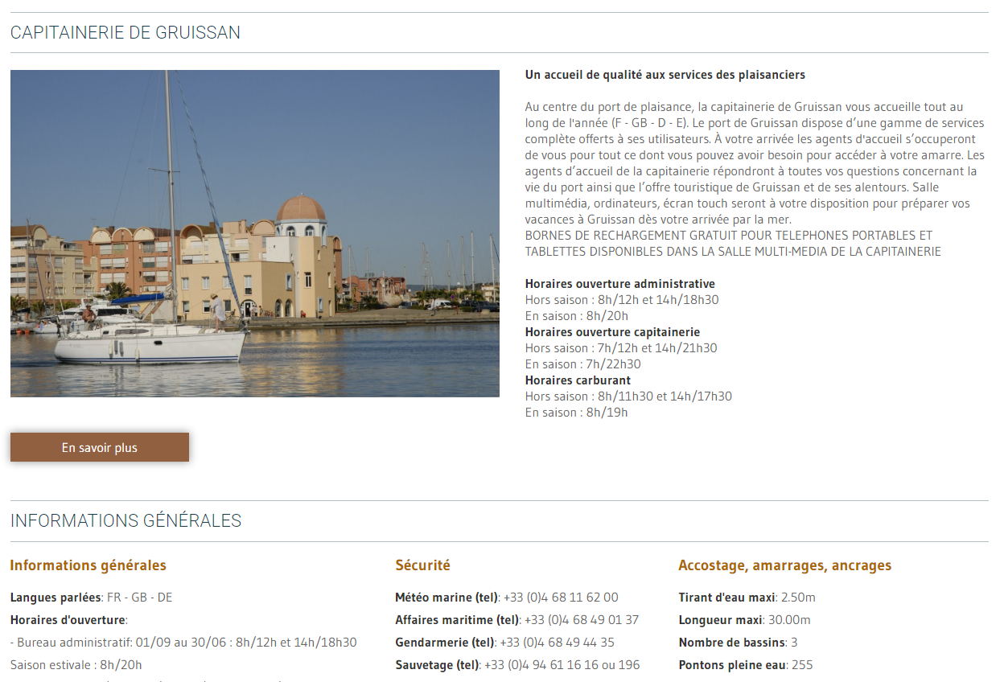 CAPITAINERIE DE GRUISSAN
Un accueil de qualité aux services des plaisanciers
Au centre du port de plaisance, la capitainerie de Gruissan vous accueille tout au
long de l'année (F - GB - D - E). Le port de Gruissan dispose d’une gamme de services
complète offerts à ses utilisateurs. À votre arrivée les agents d'accueil s’occuperont
de vous pour tout ce dont vous pouvez avoir besoin pour accéder à votre amarre. Les
agents d’accueil de la capitainerie répondront à toutes vos questions concernant la
vie du port ainsi que l’offre touristique de Gruissan et de ses alentours. Salle
multimédia, ordinateurs, écran touch seront à votre disposition pour préparer vos
vacances à Gruissan dès votre arrivée par la mer.
BORNES DE RECHARGEMENT GRATUIT POUR TELEPHONES PORTABLES ET
TABLETTES DISPONIBLES DANS LA SALLE MULTI-MEDIA DE LA CAPITAINERIE
Horaires ouverture administrative
Hors saison : 8h/12h et 14h/18h30
En saison : 8h/20h
Horaires ouverture capitainerie
Hors saison : 7h/12h et 14h/21h30
En saison : 7h/22h30
Horaires carburant
Hors saison : 8h/11h30 et 14h/17h30
En saison : 8h/19h
En savoir plus
INFORMATIONS GÉNÉRALES
Informations générales
Langues parlées: FR - GB - DE
Horaires d'ouverture:
- Bureau administratif: 01/09 au 30/06 : 8h/12h et 14h/18h30
Saison estivale : 8h/20h
Sécurité
Météo marine (tel): +33 (0)4 68 11 62 00
Affaires maritime (tel): +33 (0)4 68 49 01 37
Gendarmerie (tel): +33 (0)4 68 49 44 35
Sauvetage (tel): +33 (0)4 94 61 16 16 ou 196
Accostage, amarrages, ancrages
Tirant d'eau maxi: 2.50m
Longueur maxi: 30.00m
Nombre de bassins: 3
Pontons pleine eau: 255